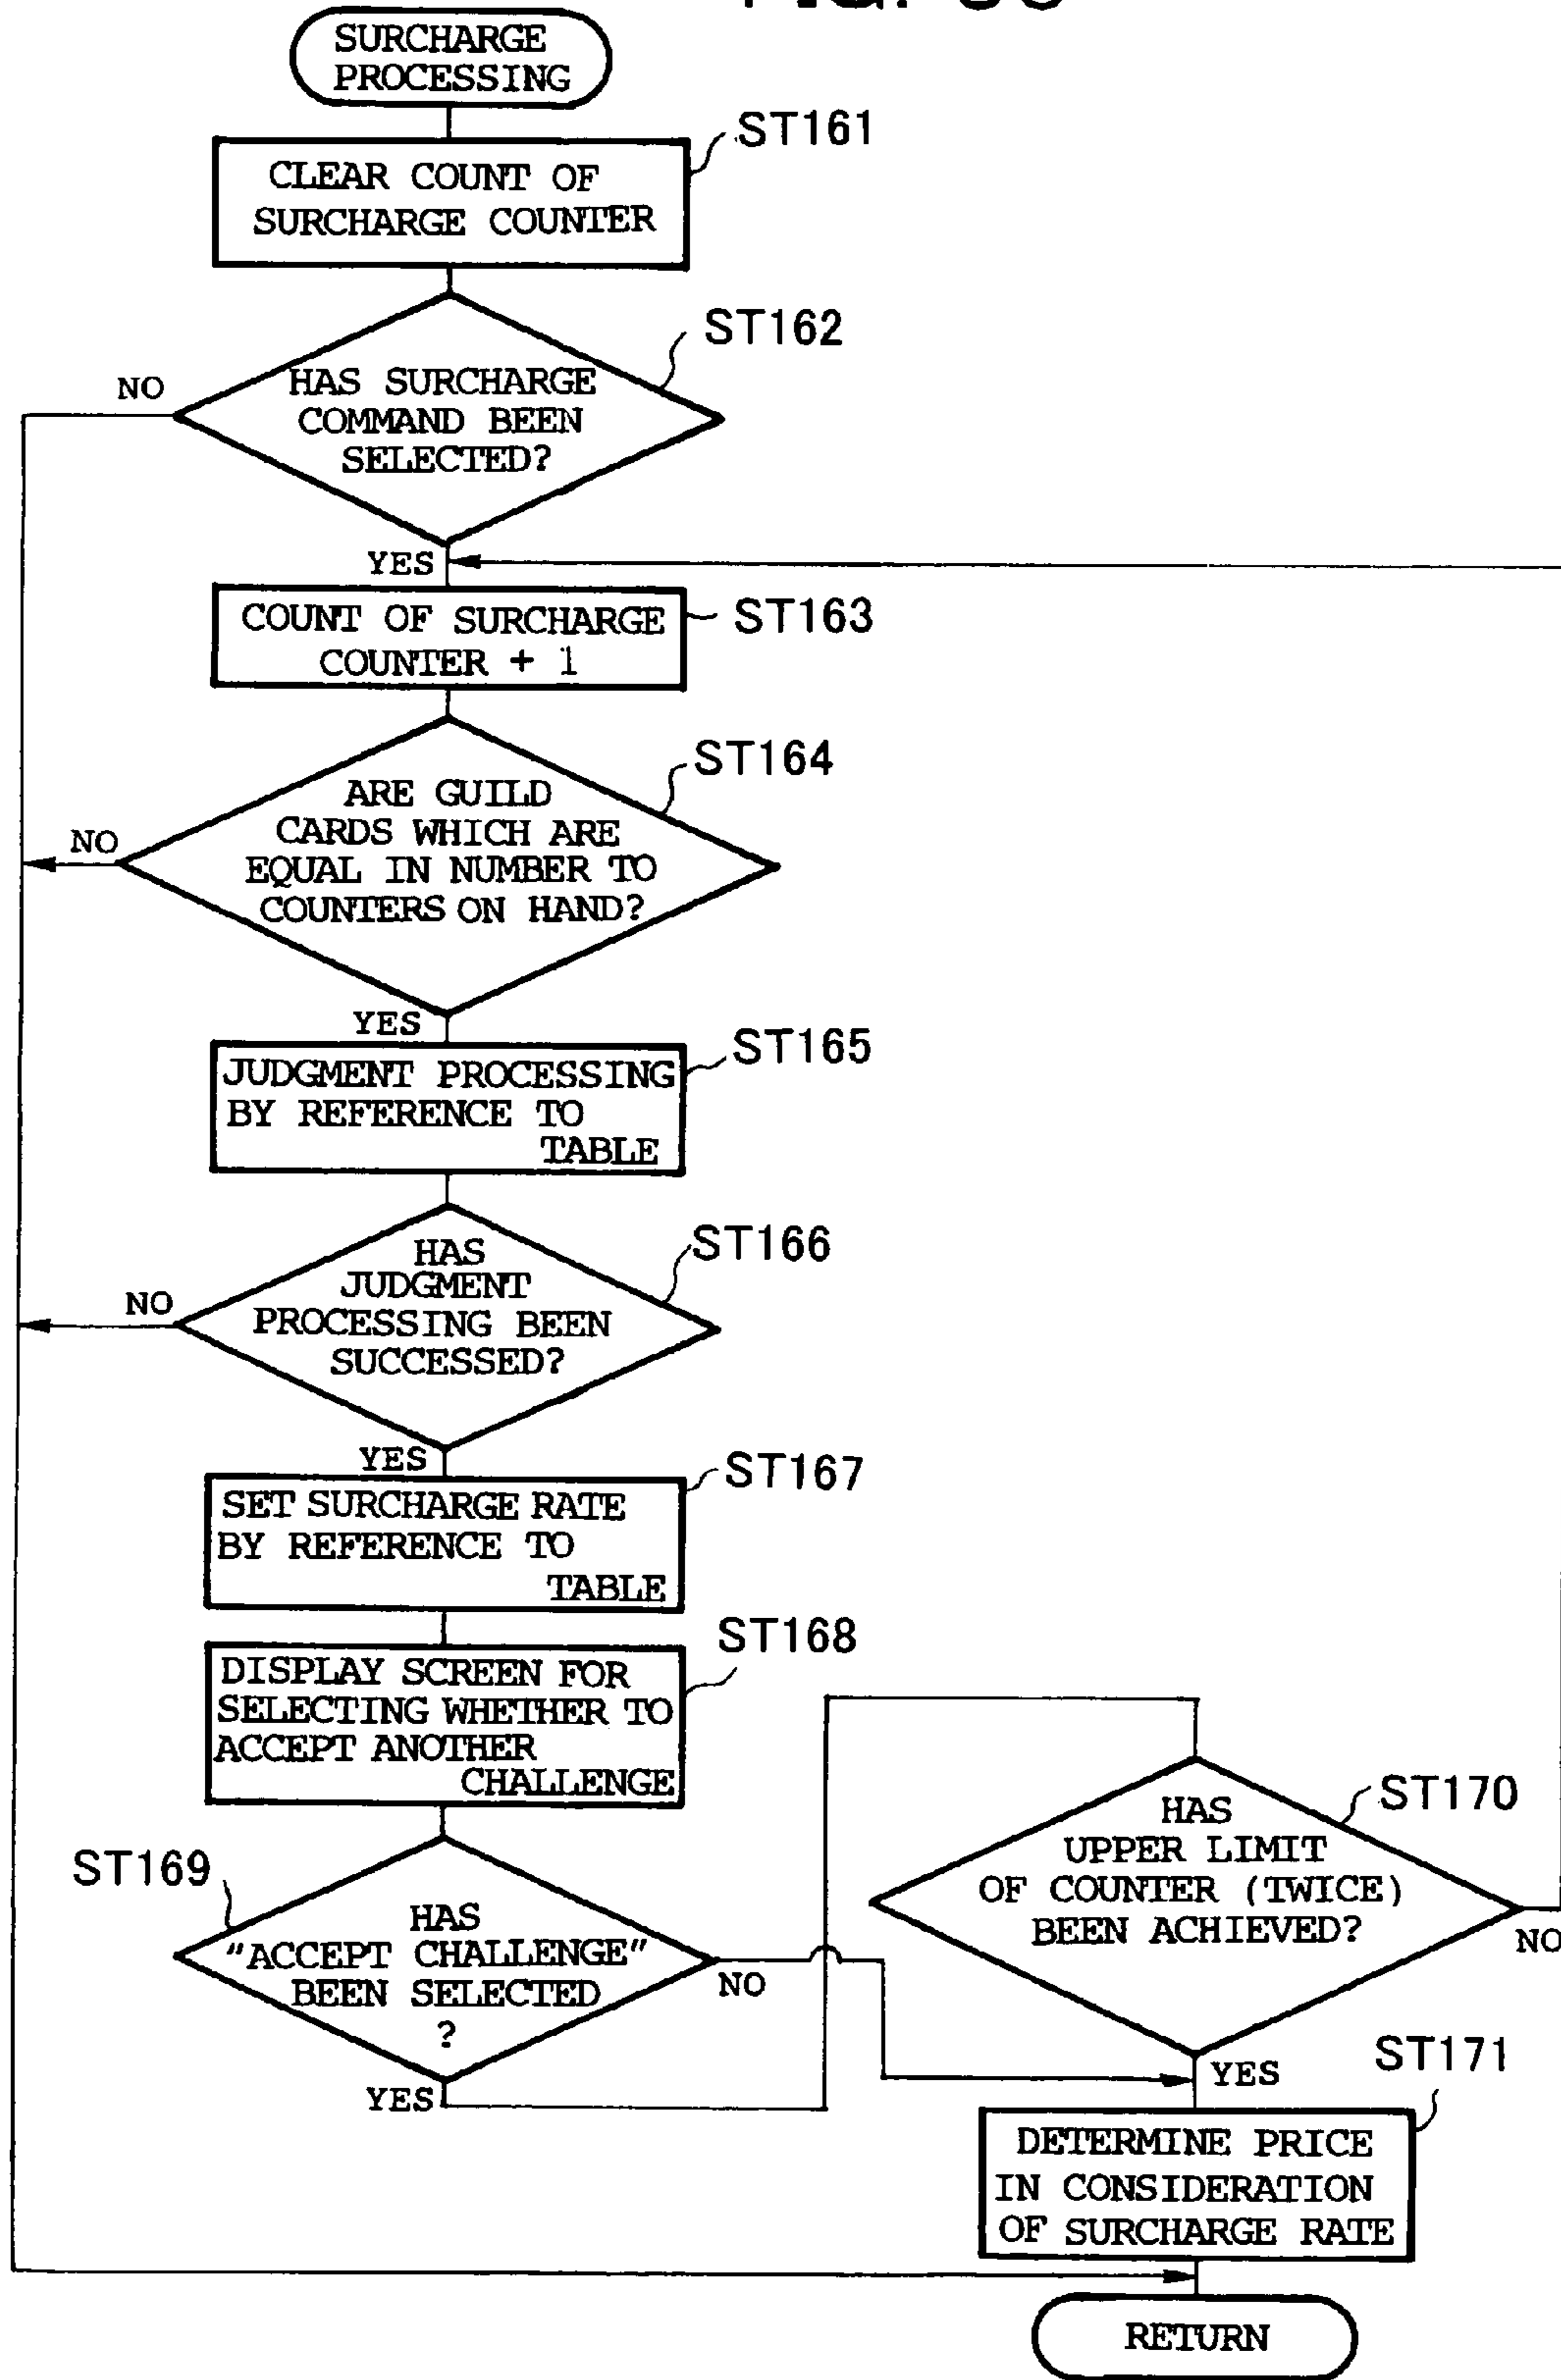 SURCHARGE
PROCESSING
ST161
CLEAR COUNT OF
SURCHARGE COUNTER
ST162
NO
HAS SURCHARGE
COMMAND BEEN
SELECTED?
YES
ST163
COUNT OF SURCHARGE
COUNTER + 1
ST164
ARE GUILD
CARDS WHICH ARE
EQUAL IN NUMBER TO
COUNTERS ON HAND?
NO
YES
ST165
JUDGMENT PROCESSING
BY REFERENCE TO
TABLE
ST166
HAS
JUDGMENT
PROCESSING BEEN
SUCCESSED?
NO
YES
ST167
SET SURCHARGE RATE
BY REFERENCE TO
TABLE
ST168
DISPLAY SCREEN FOR
SELECTING WHETHER TO
ACCEPT ANOTHER
CHALLENGE
ST169
HAS
"ACCEPT CHALLENGE"
BEEN SELECTED
?
NO
YES
ST170
HAS
UPPER LIMIT
OF COUNTER (TWICE)
BEEN ACHIEVED?
NO
YES
ST171
DETERMINE PRICE
IN CONSIDERATION
OF SURCHARGE RATE
RETURN